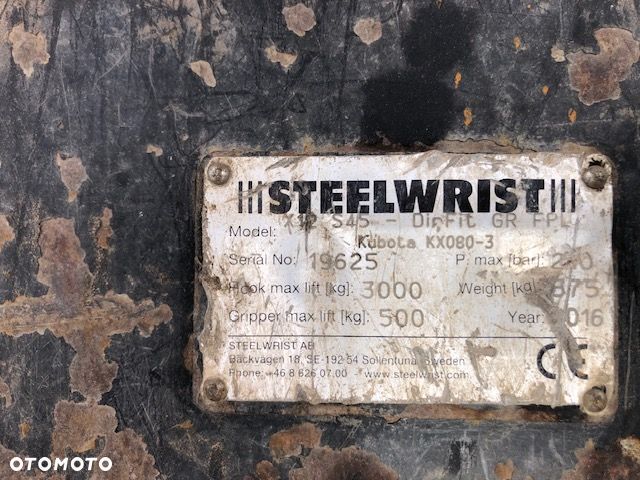 STEELWRIST
Model: X12 S45 - DirFit GR FPL
Kubota KX080-3
Serial No: 19625 P. max [bar]:
Hook max lift [kg]: 3000 Weight [kg]:
Gripper max lift [kg]: 500 Year: 2016
STEELWRIST AB
Bäckvägen 18, SE-192 54 Sollentuna, Sweden
Phone: +46 8 626 07 00 www.steelwrist.com
CE
OTOMOTO